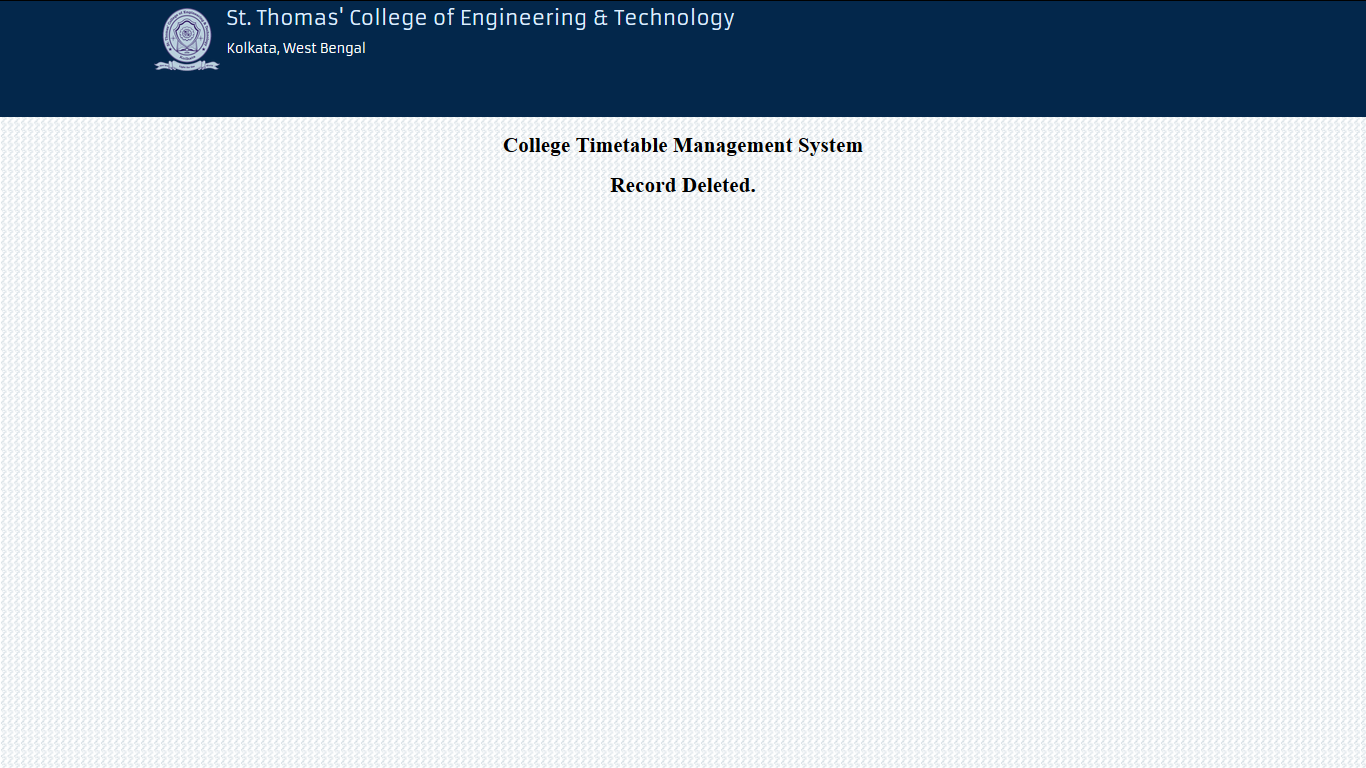 St. Thomas' College of Engineering & Technology
Kolkata, West Bengal
College Timetable Management System
Record Deleted.